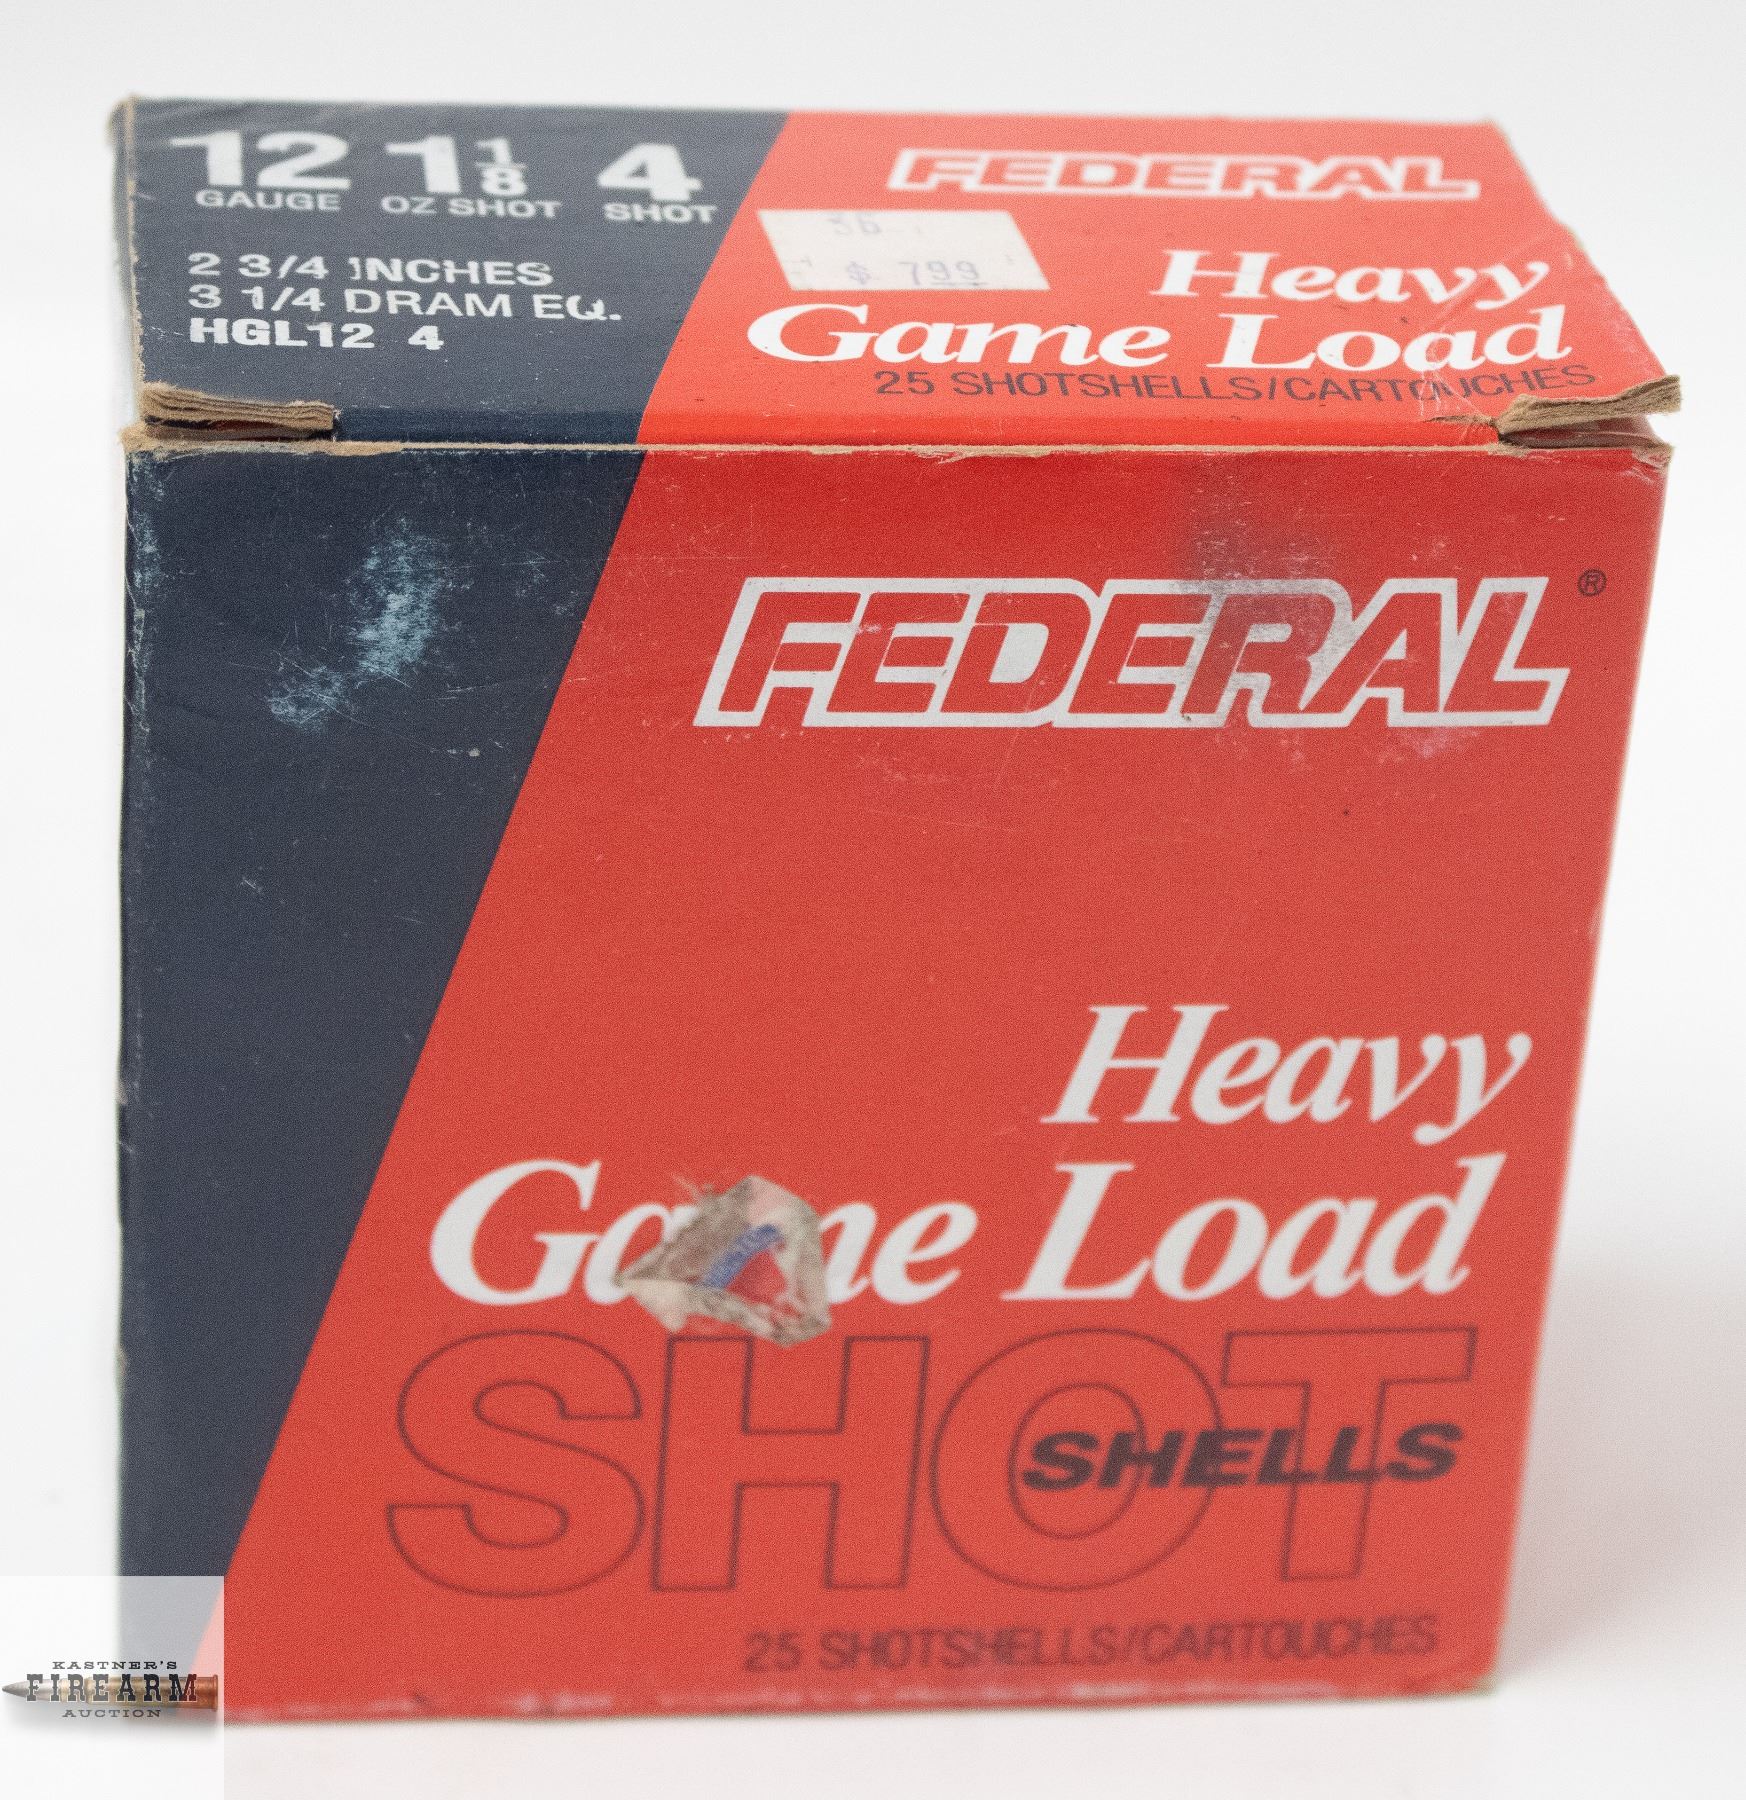 12 1 1/8 4
GAUGE OZ SHOT SHOT
2 3/4 INCHES
3 1/4 DRAM EQ.
HGL12 4
FEDERAL
36
$ 799
Heavy
Game Load
25 SHOTSHELLS/CARTOUCHES
FEDERAL ®
Heavy
Game Load
SHOT
SHELLS
25 SHOTSHELLS/CARTOUCHES
KASTNER'S
FIREARM
AUCTION